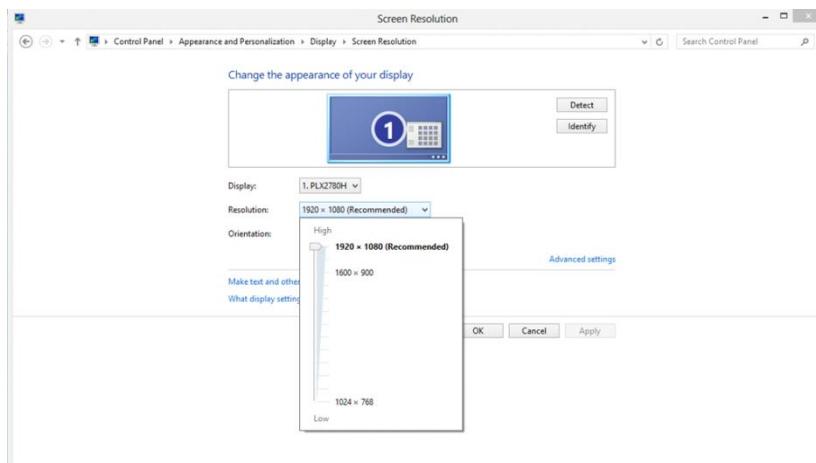 Screen Resolution
Control Panel ▸ Appearance and Personalization ▸ Display ▸ Screen Resolution
Search Control Panel
Change the appearance of your display
1
Detect
Identify
Display: 1. PLX2780H
Resolution: 1920 × 1080 (Recommended)
Orientation:
High
1920 × 1080 (Recommended)
Advanced settings
1600 × 900
Make text and other
What display setting
OK Cancel Apply
1024 × 768
Low